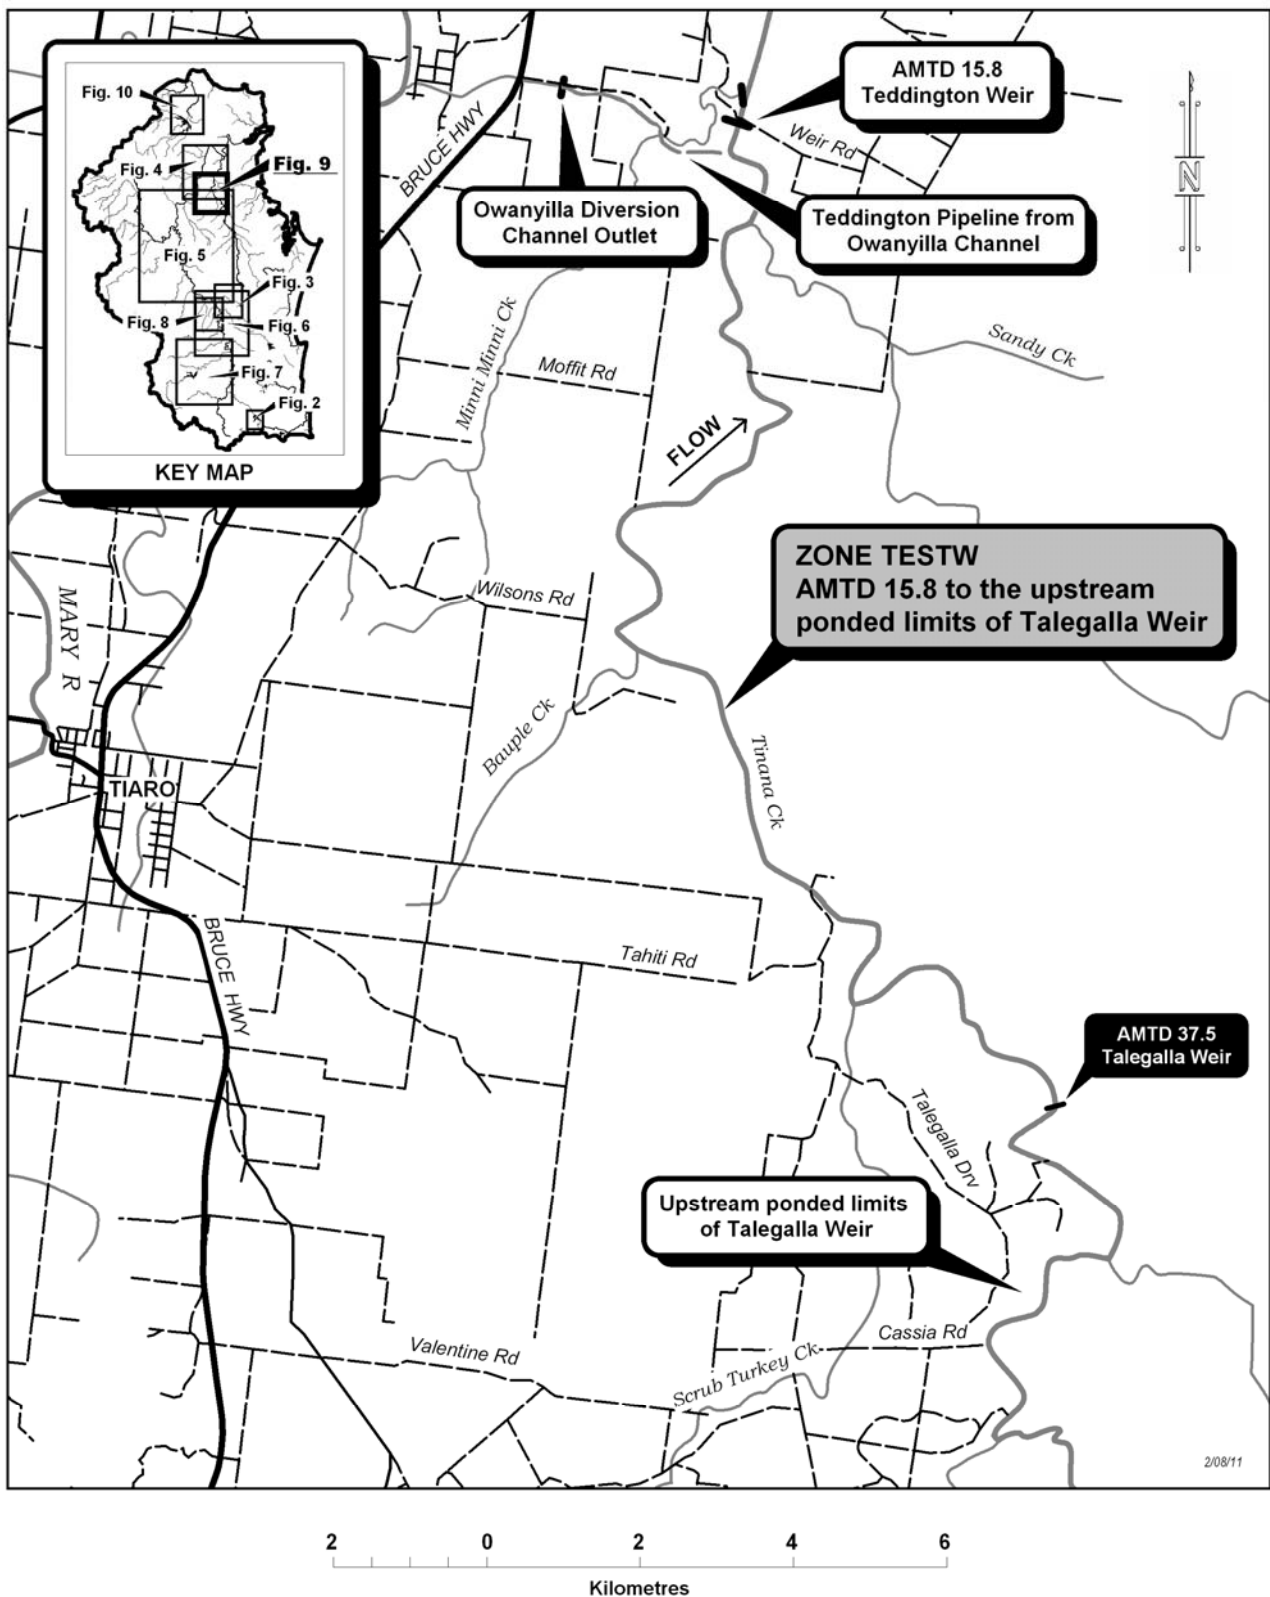 Fig. 10
Fig. 4
Fig. 9
Fig. 5
Fig. 3
Fig. 8
Fig. 6
Fig. 7
Fig. 2
KEY MAP
BRUCE HWY
AMTD 15.8
Teddington Weir
Weir Rd
N
Owanyilla Diversion
Channel Outlet
Teddington Pipeline from
Owanyilla Channel
Minni Minni Ck
Moffit Rd
Sandy Ck
FLOW
ZONE TESTW
AMTD 15.8 to the upstream
ponded limits of Talegalla Weir
MARY R
Wilsons Rd
Bauple Ck
Tinana Ck
TIARO
BRUCE HWY
Tahiti Rd
AMTD 37.5
Talegalla Weir
Talegalla Drv
Upstream ponded limits
of Talegalla Weir
Valentine Rd
Cassia Rd
Scrub Turkey Ck
2/08/11
2 0 2 4 6
Kilometres